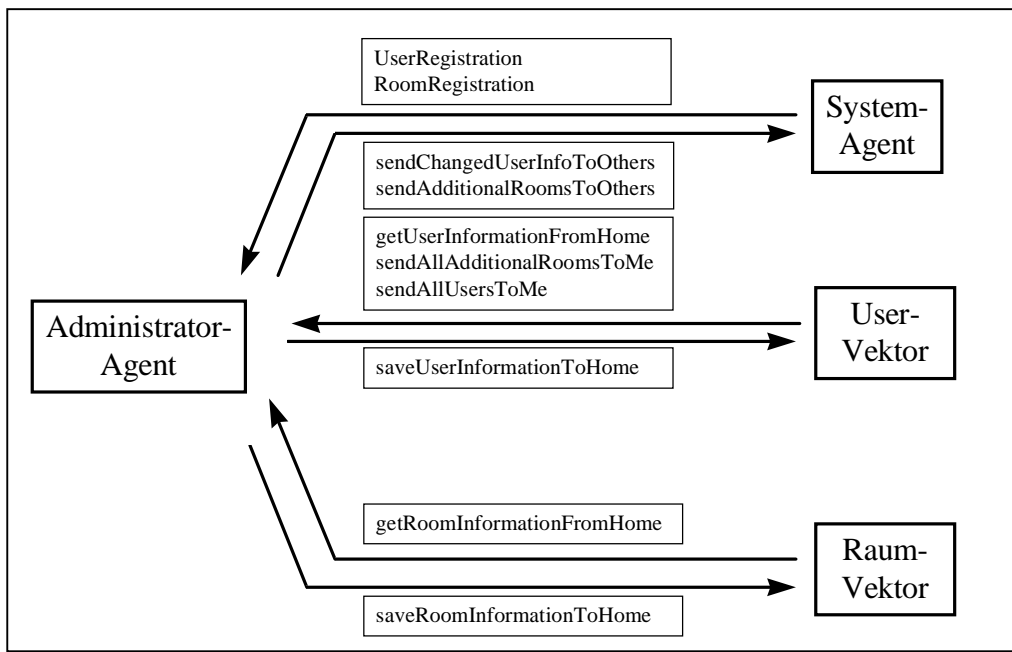 UserRegistration
RoomRegistration
System-
Agent
sendChangedUserInfoToOthers
sendAdditionalRoomsToOthers
getUserInformationFromHome
sendAllAdditionalRoomsToMe
sendAllUsersToMe
Administrator-
Agent
User-
Vektor
saveUserInformationToHome
getRoomInformationFromHome
Raum-
Vektor
saveRoomInformationToHome